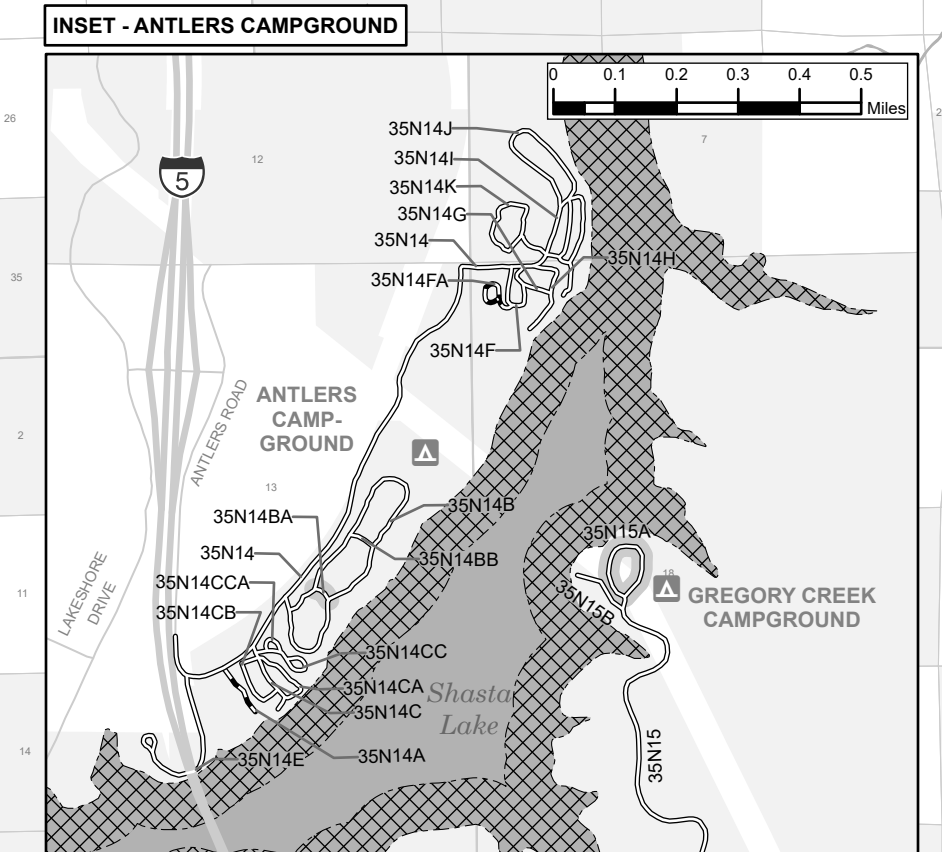 INSET - ANTLERS CAMPGROUND
0 0.1 0.2 0.3 0.4 0.5
Miles
26
12
7
2
5
35N14J
35N14I
35N14K
35N14G
35N14
35N14H
35
35N14FA
35N14F
ANTLERS
CAMP-
GROUND
ANTLERS ROAD
2
13
35N14B
35N14BA
35N14
35N14BB
35N15A
18
35N14CCA
35N14CB
35N15B
GREGORY CREEK
CAMPGROUND
11
LAKESHORE
DRIVE
35N14CC
35N14CA
35N14C
Shasta
Lake
35N14A
35N14E
35N15
14